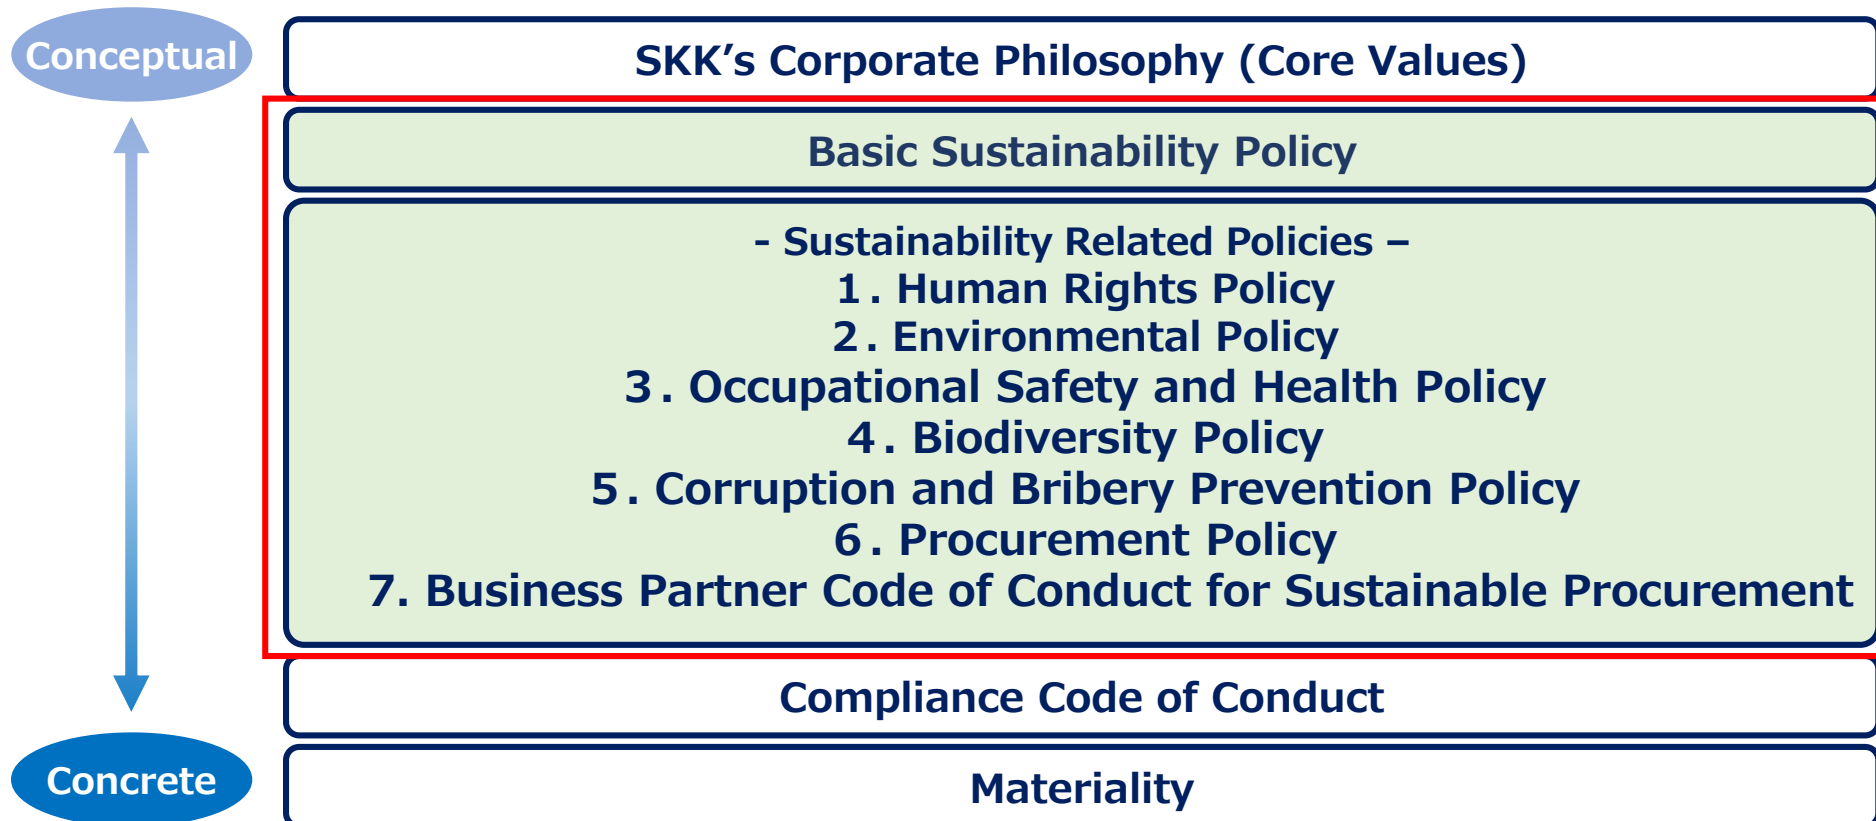 Conceptual
SKK’s Corporate Philosophy (Core Values)
Basic Sustainability Policy
- Sustainability Related Policies –
１. Human Rights Policy
２. Environmental Policy
３. Occupational Safety and Health Policy
４. Biodiversity Policy
５. Corruption and Bribery Prevention Policy
６. Procurement Policy
7. Business Partner Code of Conduct for Sustainable Procurement
Compliance Code of Conduct
Concrete
Materiality